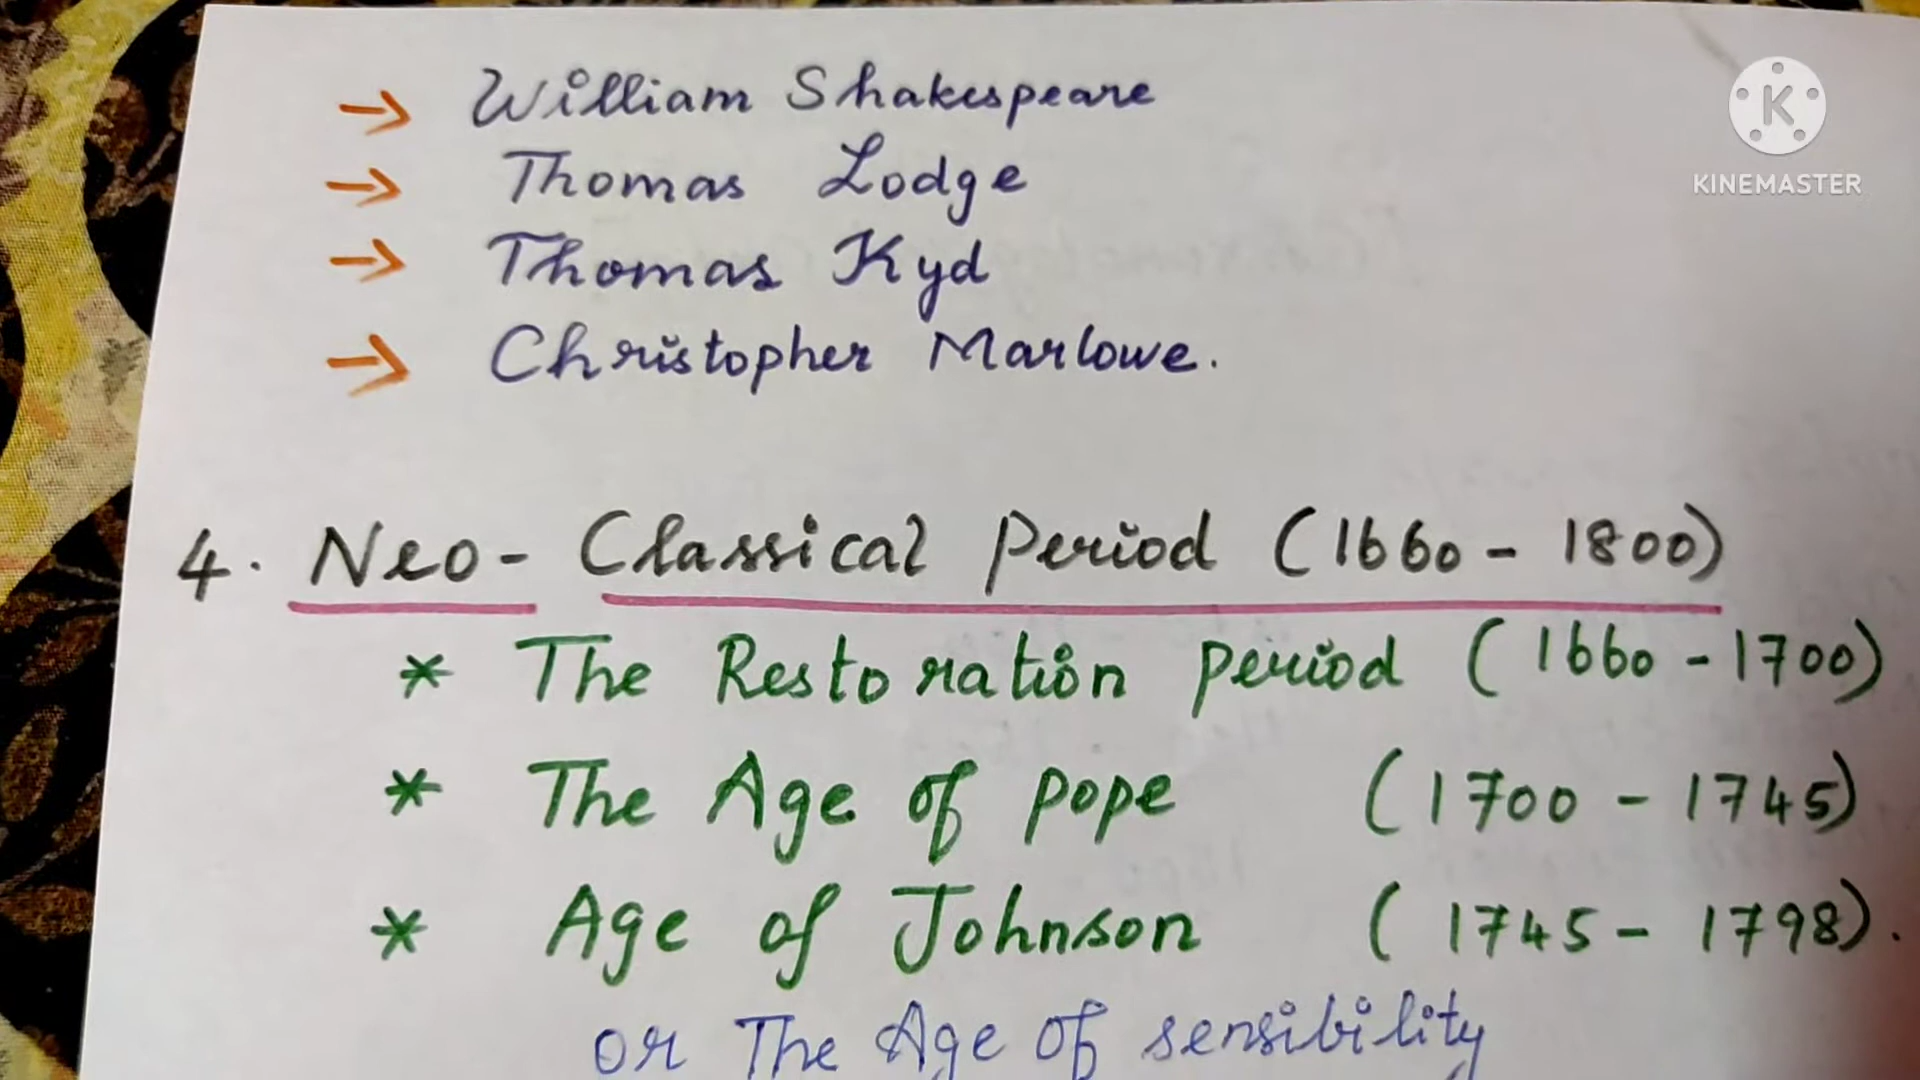 → William Shakespeare
→ Thomas Lodge
→ Thomas Kyd
→ Christopher Marlowe.
KINEMASTER
4. Neo-Classical Period (1660 - 1800)
* The Restoration Period (1660 - 1700)
* The Age of Pope (1700 - 1745)
* Age of Johnson (1745 - 1798).
or The Age of sensibility